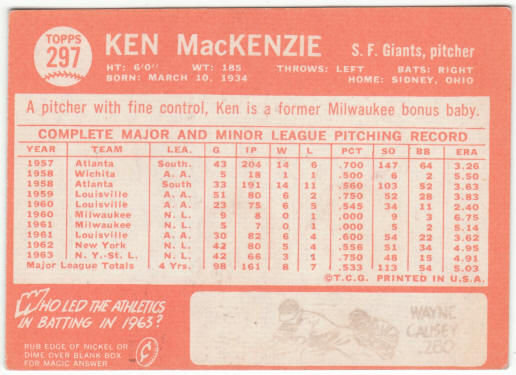 TOPPS
297
KEN MacKENZIE
S. F. Giants, pitcher
HT: 6'0" WT: 185 THROWS: LEFT BATS: RIGHT
BORN: MARCH 10, 1934 HOME: SIDNEY, OHIO
A pitcher with fine control, Ken is a former Milwaukee bonus baby.
COMPLETE MAJOR AND MINOR LEAGUE PITCHING RECORD
YEAR TEAM LEA. G IP W L PCT SO BB ERA
1957 Atlanta South. 43 204 14 6 .700 147 64 3.26
1958 Wichita A. A. 5 18 1 1 .500 6 2 5.50
1958 Atlanta South 33 191 14 11 .560 103 52 3.63
1959 Louisville A. A. 51 80 6 2 .750 52 28 3.83
1960 Louisville A. A. 23 75 6 5 .545 34 11 2.40
1960 Milwaukee N. L. 9 8 0 1 .000 9 3 6.75
1961 Milwaukee N. L. 5 7 0 1 .000 5 2 5.14
1961 Louisville A. A. 30 82 6 4 .600 54 22 3.62
1962 New York N. L. 42 80 5 4 .556 51 34 4.95
1963 N. Y.-St. L. N. L. 42 66 3 1 .750 48 15 4.91
Major League Totals 4 Yrs. 98 161 8 7 .533 113 54 5.03
©T.C.G. PRINTED IN U.S.A.
WHO LED THE ATHLETICS
IN BATTING IN 1963?
RUB EDGE OF NICKEL OR
DIME OVER BLANK BOX
FOR MAGIC ANSWER
WAYNE
CAUSEY
.280